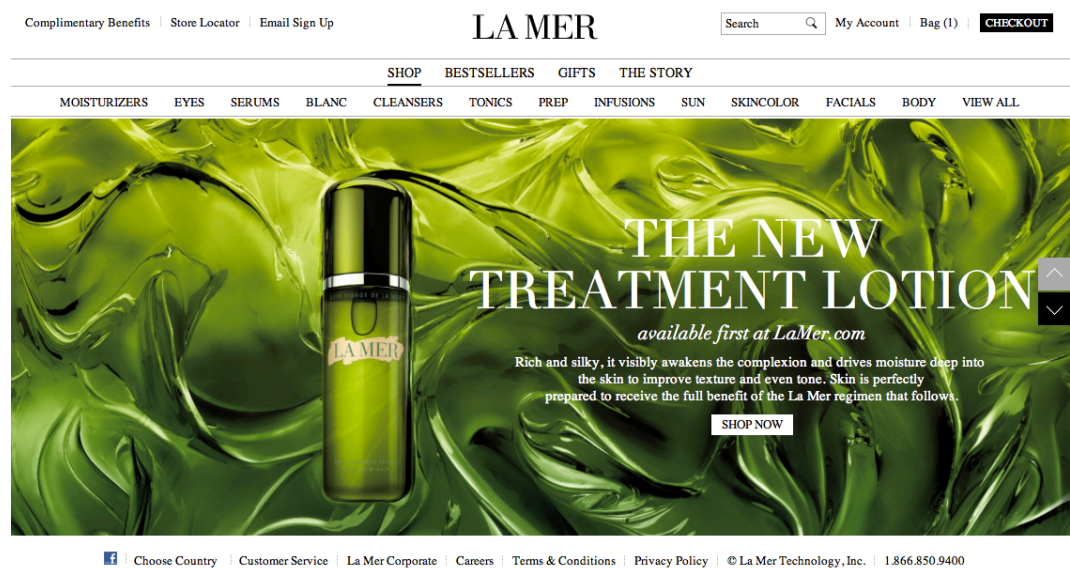 Complimentary Benefits Store Locator Email Sign Up
LA MER
Search My Account Bag (1) CHECKOUT
SHOP BESTSELLERS GIFTS THE STORY
MOISTURIZERS EYES SERUMS BLANC CLEANSERS TONICS PREP INFUSIONS SUN SKINCOLOR FACIALS BODY VIEW ALL
LA MER
THE NEW
TREATMENT LOTION
available first at LaMer.com
Rich and silky, it visibly awakens the complexion and drives moisture deep into
the skin to improve texture and even tone. Skin is perfectly
prepared to receive the full benefit of the La Mer regimen that follows.
SHOP NOW
f Choose Country Customer Service La Mer Corporate Careers Terms & Conditions Privacy Policy © La Mer Technology, Inc. 1.866.850.9400